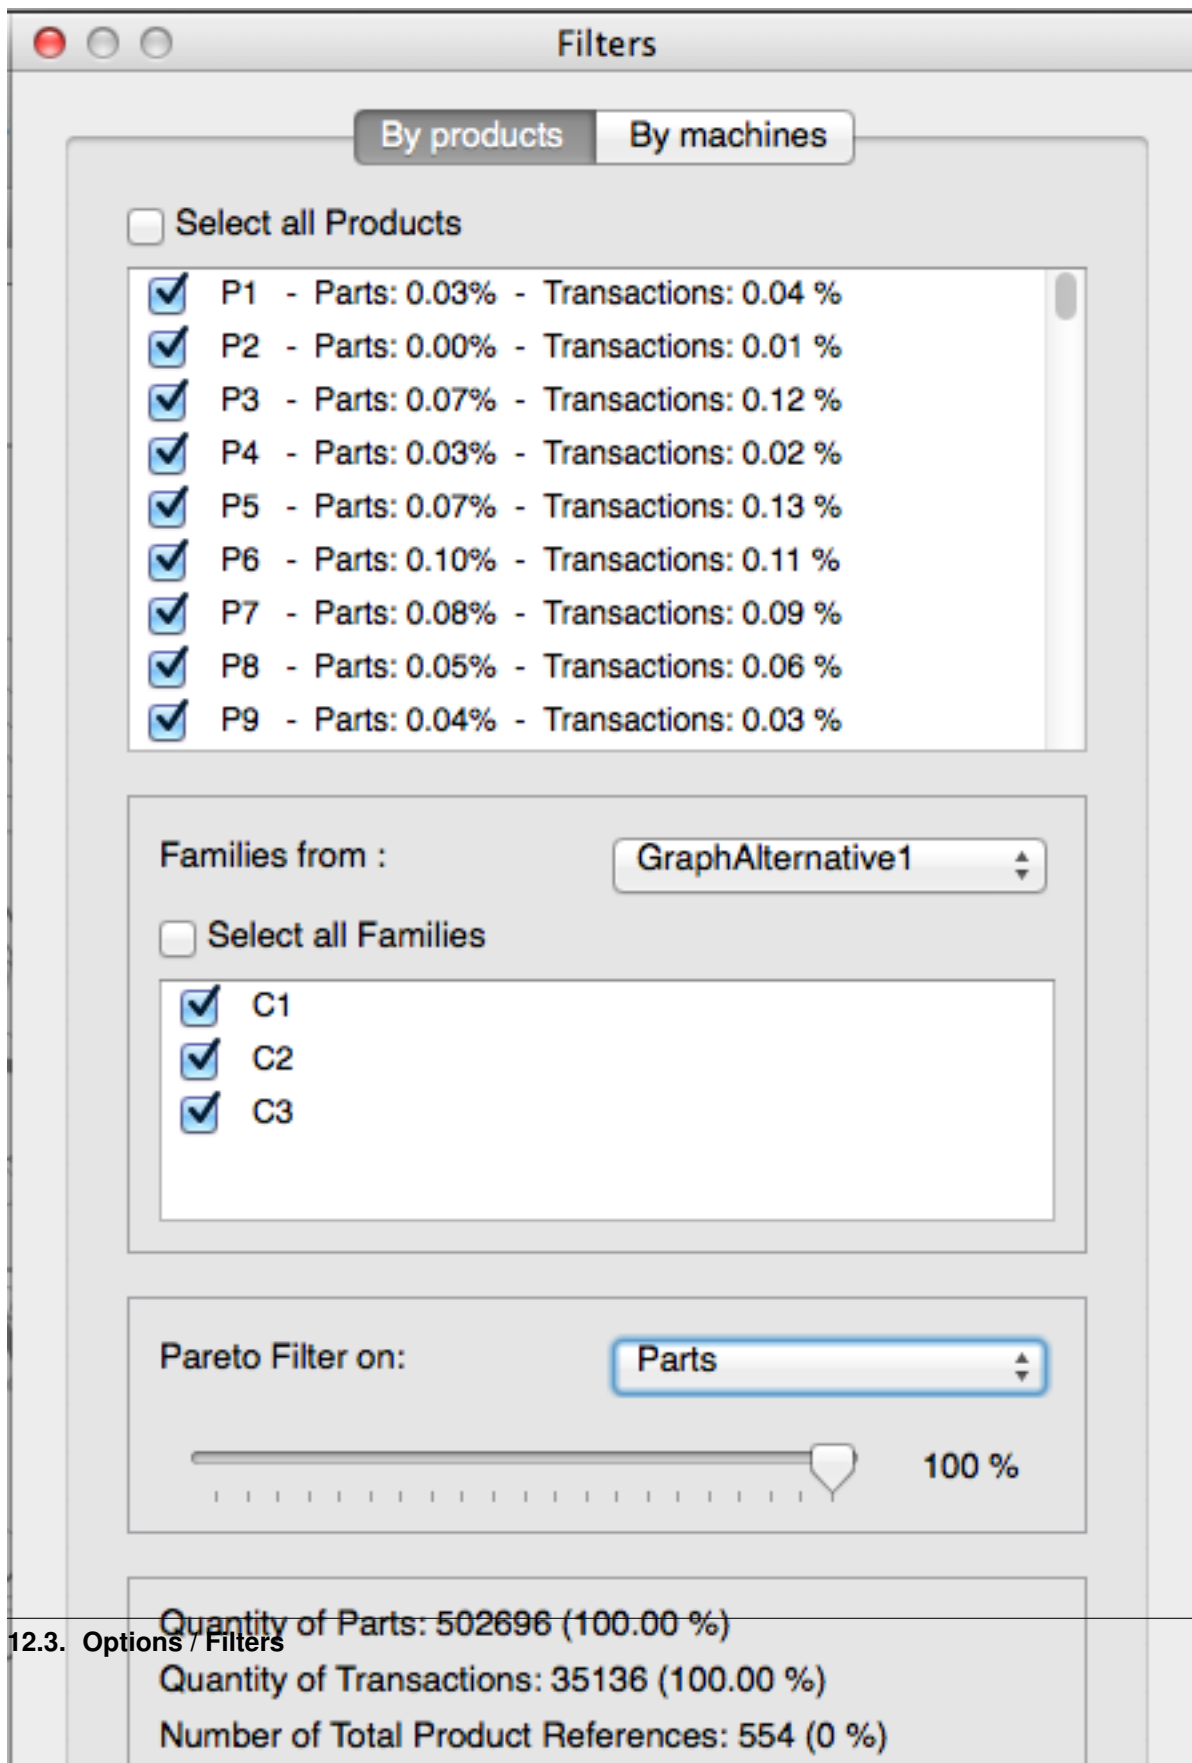 Filters
By products By machines
Select all Products
P1 - Parts: 0.03% - Transactions: 0.04 %
P2 - Parts: 0.00% - Transactions: 0.01 %
P3 - Parts: 0.07% - Transactions: 0.12 %
P4 - Parts: 0.03% - Transactions: 0.02 %
P5 - Parts: 0.07% - Transactions: 0.13 %
P6 - Parts: 0.10% - Transactions: 0.11 %
P7 - Parts: 0.08% - Transactions: 0.09 %
P8 - Parts: 0.05% - Transactions: 0.06 %
P9 - Parts: 0.04% - Transactions: 0.03 %
Families from : GraphAlternative1
Select all Families
C1
C2
C3
Pareto Filter on: Parts
100 %
Quantity of Parts: 502696 (100.00 %)
12.3. Options / Filters
Quantity of Transactions: 35136 (100.00 %)
Number of Total Product References: 554 (0 %)